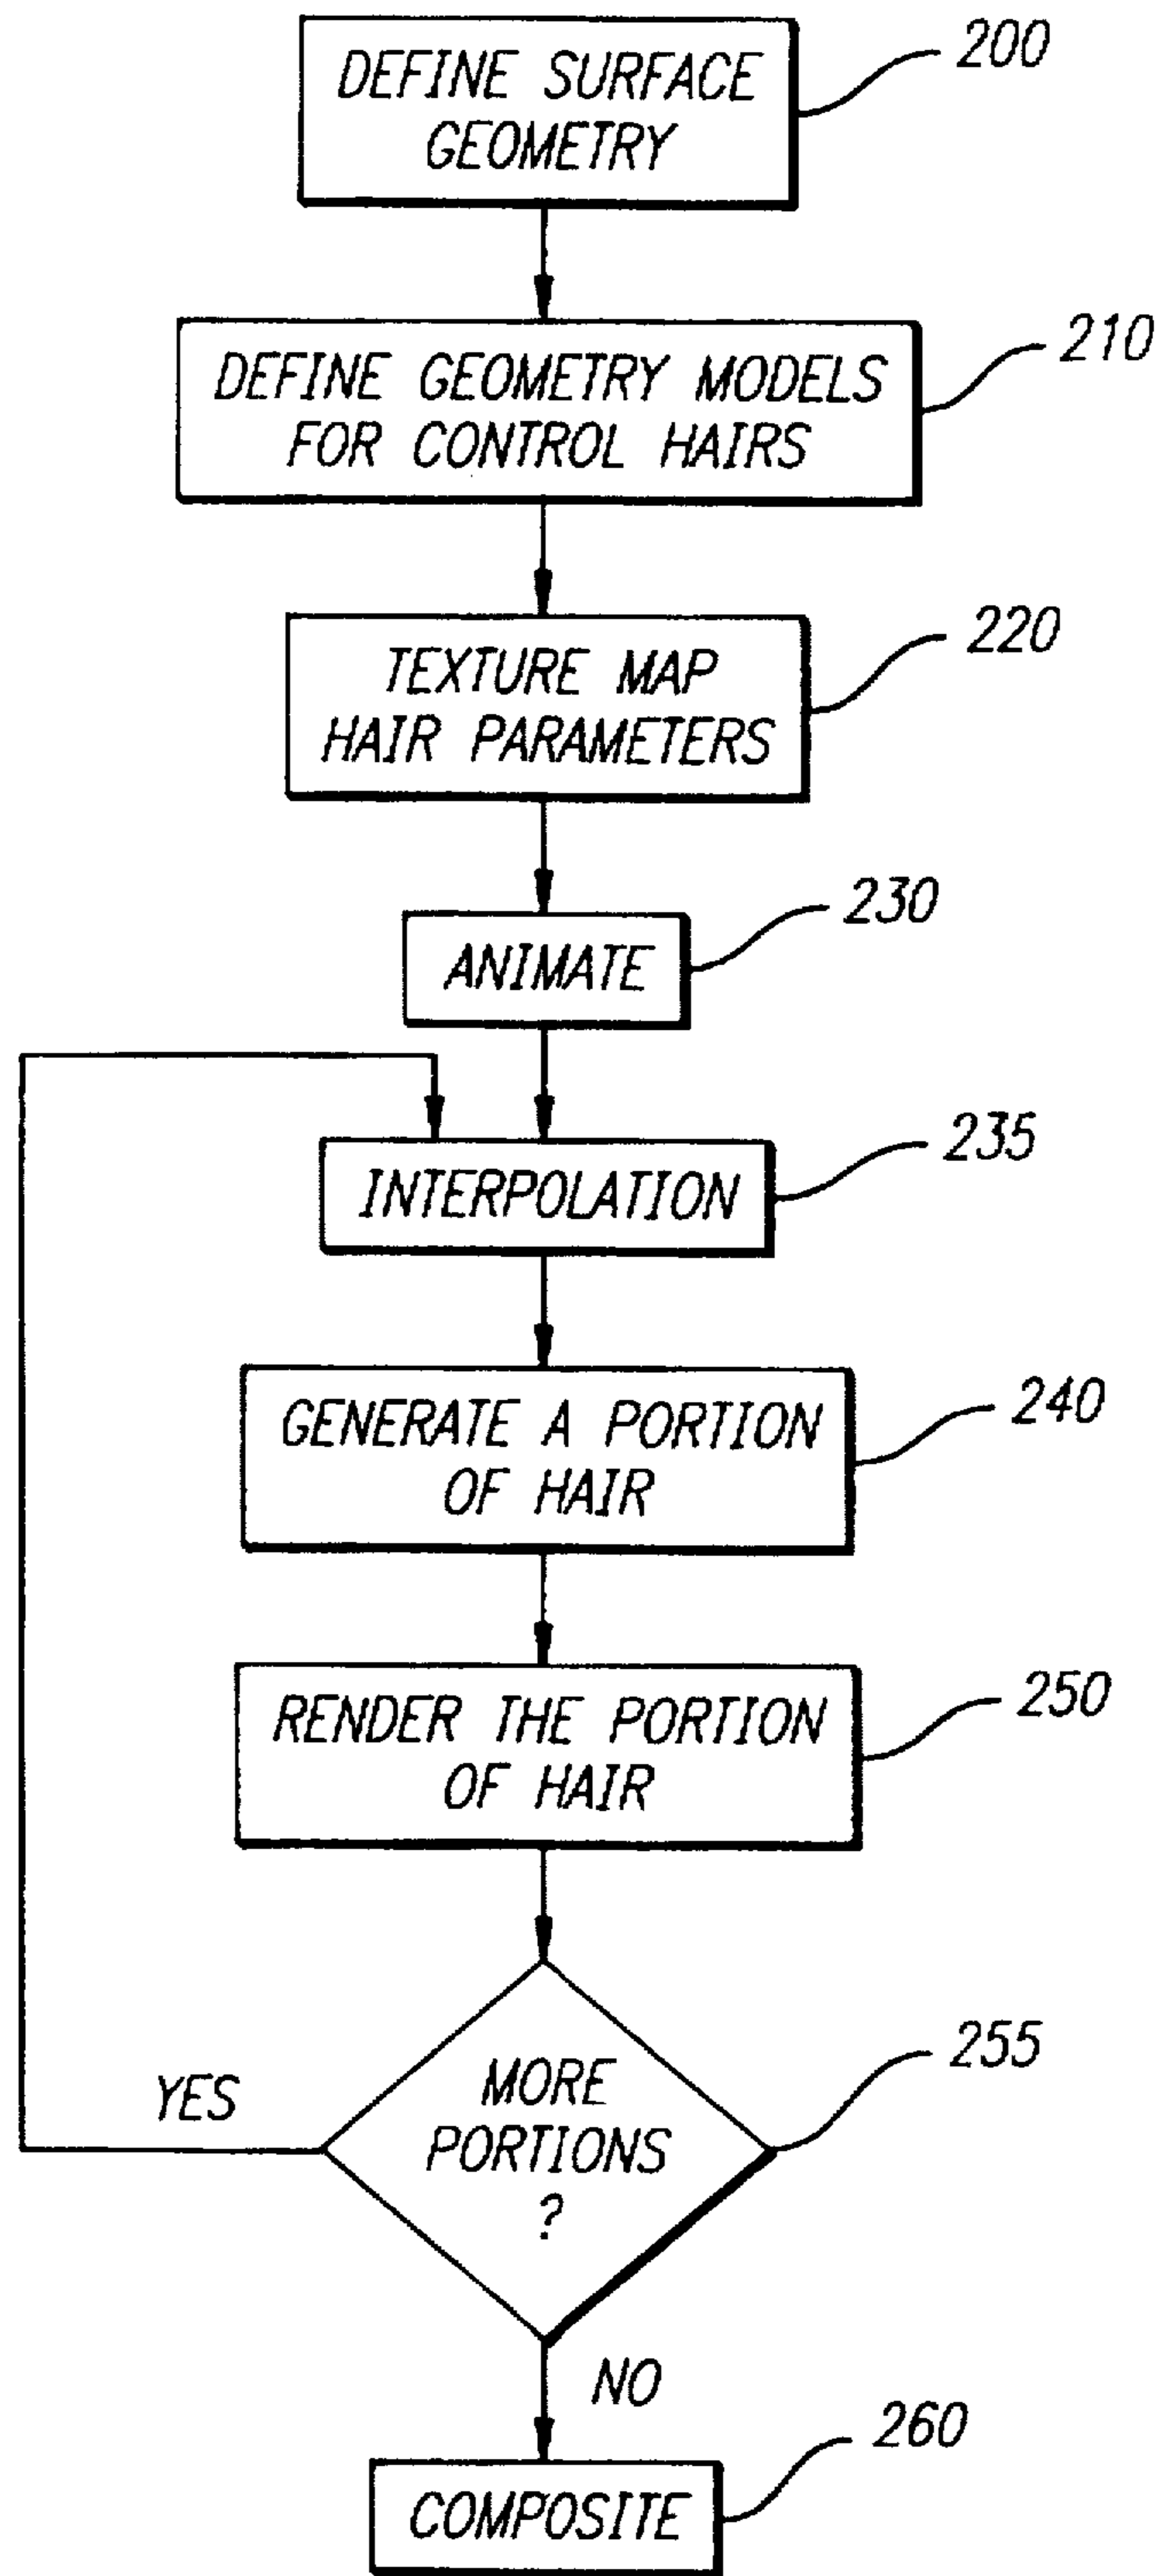 DEFINE SURFACE
GEOMETRY
200
DEFINE GEOMETRY MODELS
FOR CONTROL HAIRS
210
TEXTURE MAP
HAIR PARAMETERS
220
ANIMATE
230
INTERPOLATION
235
GENERATE A PORTION
OF HAIR
240
RENDER THE PORTION
OF HAIR
250
MORE
PORTIONS
?
255
YES
NO
COMPOSITE
260